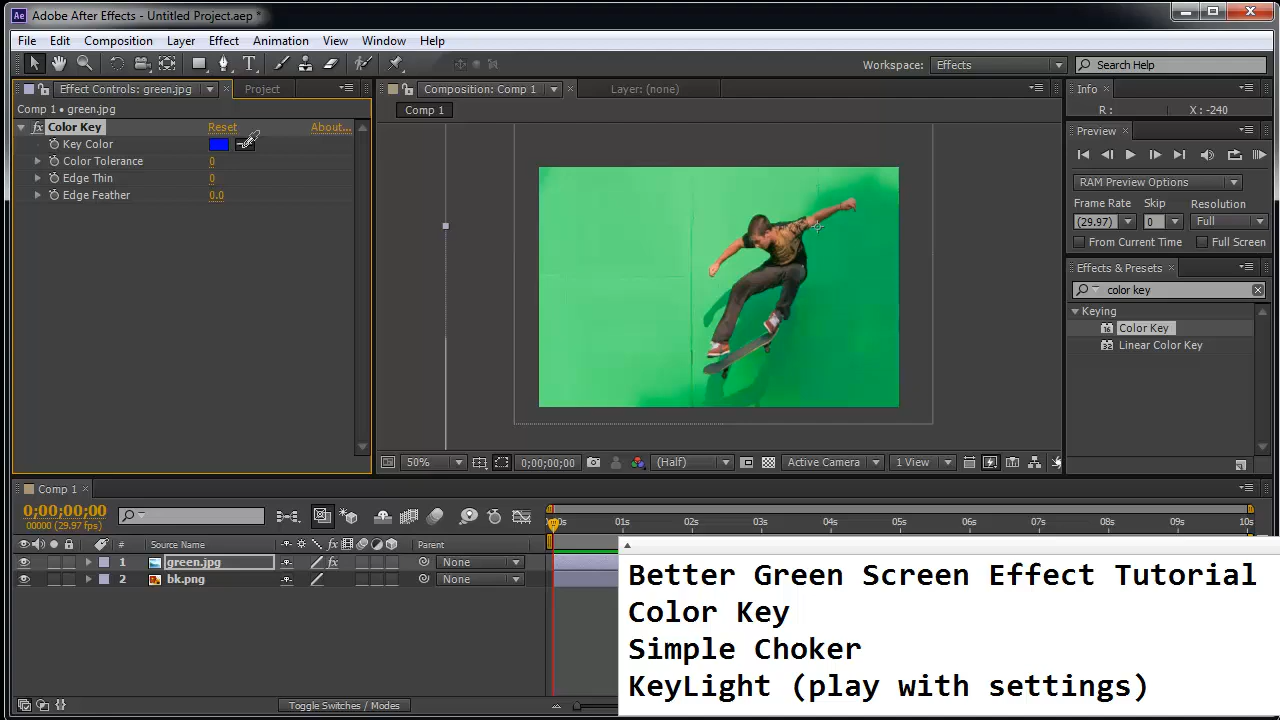 Ae Adobe After Effects - Untitled Project.aep *
File Edit Composition Layer Effect Animation View Window Help
Workspace: Effects Search Help
Effect Controls: green.jpg Project
Comp 1 • green.jpg
fx Color Key Reset About...
Key Color
Color Tolerance 0
Edge Thin 0
Edge Feather 0.0
Composition: Comp 1 Layer: (none)
Comp 1
50% 0;00;00;00 (Half) Active Camera 1 View
Info
R : X : -240
Preview
RAM Preview Options
Frame Rate Skip Resolution
(29.97) 0 Full
From Current Time Full Screen
Effects & Presets
color key
Keying
16 Color Key
32 Linear Color Key
Comp 1
0;00;00;00
00000 (29.97 fps)
# Source Name fx Parent
1 green.jpg fx None
2 bk.png None
Toggle Switches / Modes
01s 02s 03s 04s 05s 06s 07s 08s 09s 10s
Better Green Screen Effect Tutorial
Color Key
Simple Choker
KeyLight (play with settings)